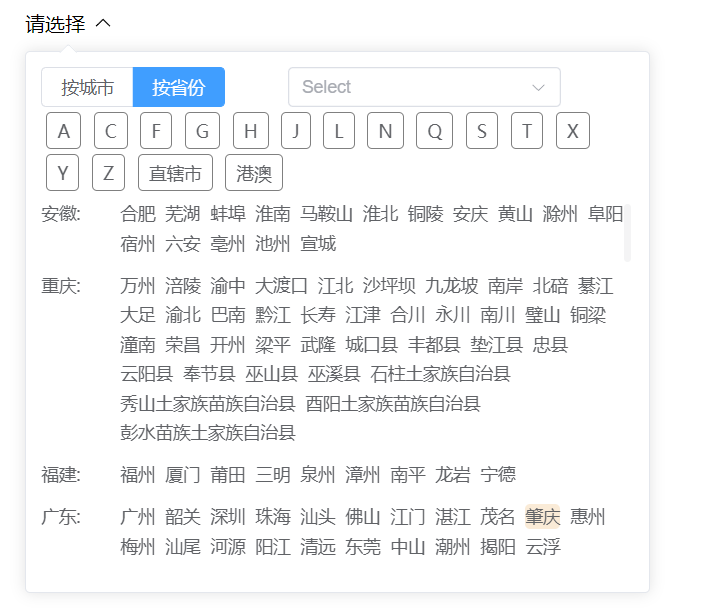 请选择
按城市 按省份 Select
A C F G H J L N Q S T X
Y Z 直辖市 港澳
安徽: 合肥 芜湖 蚌埠 淮南 马鞍山 淮北 铜陵 安庆 黄山 滁州 阜阳
宿州 六安 亳州 池州 宣城
重庆: 万州 涪陵 渝中 大渡口 江北 沙坪坝 九龙坡 南岸 北碚 綦江
大足 渝北 巴南 黔江 长寿 江津 合川 永川 南川 璧山 铜梁
潼南 荣昌 开州 梁平 武隆 城口县 丰都县 垫江县 忠县
云阳县 奉节县 巫山县 巫溪县 石柱土家族自治县
秀山土家族苗族自治县 酉阳土家族苗族自治县
彭水苗族土家族自治县
福建: 福州 厦门 莆田 三明 泉州 漳州 南平 龙岩 宁德
广东: 广州 韶关 深圳 珠海 汕头 佛山 江门 湛江 茂名 肇庆 惠州
梅州 汕尾 河源 阳江 清远 东莞 中山 潮州 揭阳 云浮